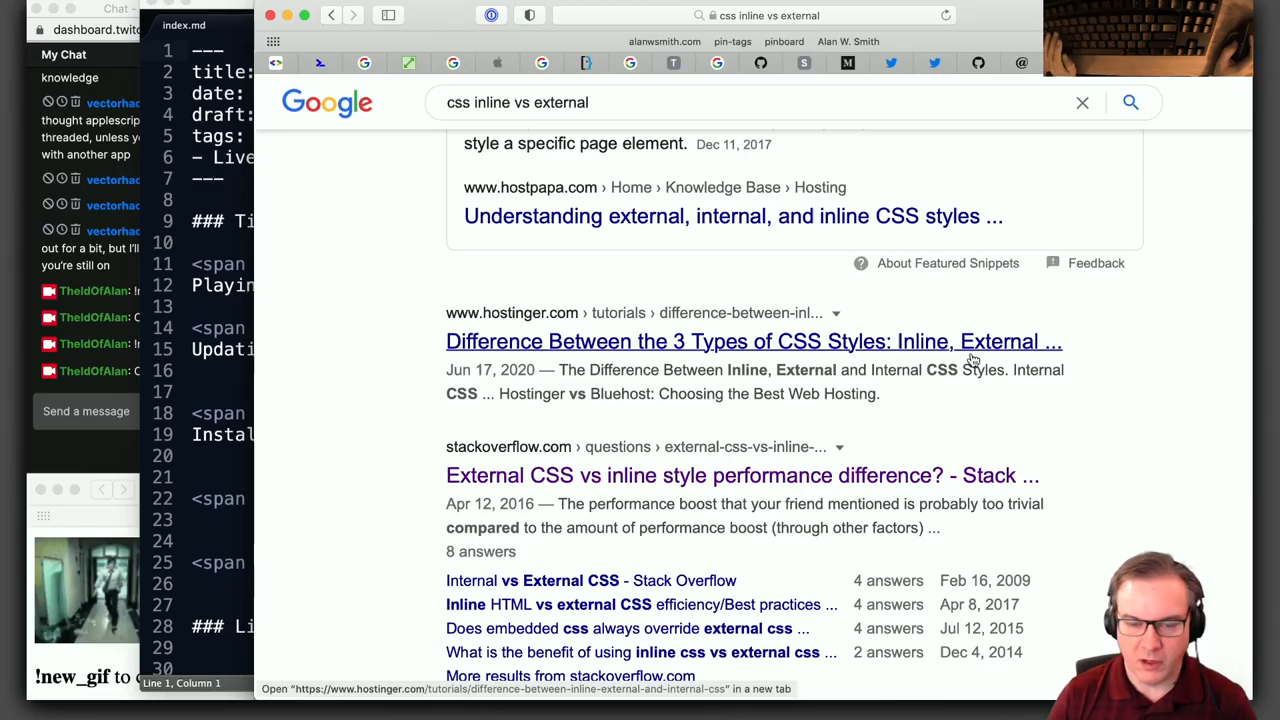 Chat -
dashboard.twitc
My Chat
knowledge
vectorhac
thought applescrip
threaded, unless yo
with another app
vectorhac
vectorhac
vectorhac
out for a bit, but I'll
you're still on
TheIdOfAlan: !n
TheIdOfAlan: C
TheIdOfAlan: !n
TheIdOfAlan: C
Send a message
!new_gif to c
index.md
1 ---
2 title:
3 date:
4 draft:
5 tags:
6 - Live
7 ---
8
9 ### Ti
10
11 <span
12 Playin
13
14 <span
15 Updati
16
17
18 <span
19 Instal
20
21
22 <span
23
24
25 <span
26
27
28 ### Li
29
30
Line 1, Column 1
css inline vs external
alanwsmith.com pin-tags pinboard Alan W. Smith
Google
css inline vs external
style a specific page element. Dec 11, 2017
www.hostpapa.com › Home › Knowledge Base › Hosting
Understanding external, internal, and inline CSS styles ...
About Featured Snippets Feedback
www.hostinger.com › tutorials › difference-between-inl...
Difference Between the 3 Types of CSS Styles: Inline, External ...
Jun 17, 2020 — The Difference Between Inline, External and Internal CSS Styles. Internal
CSS ... Hostinger vs Bluehost: Choosing the Best Web Hosting.
stackoverflow.com › questions › external-css-vs-inline-...
External CSS vs inline style performance difference? - Stack ...
Apr 12, 2016 — The performance boost that your friend mentioned is probably too trivial
compared to the amount of performance boost (through other factors) ...
8 answers
Internal vs External CSS - Stack Overflow 4 answers Feb 16, 2009
Inline HTML vs external CSS efficiency/Best practices ... 4 answers Apr 8, 2017
Does embedded css always override external css ... 4 answers Jul 12, 2015
What is the benefit of using inline css vs external css ... 2 answers Dec 4, 2014
More results from stackoverflow.com
Open "https://www.hostinger.com/tutorials/difference-between-inline-external-and-internal-css" in a new tab